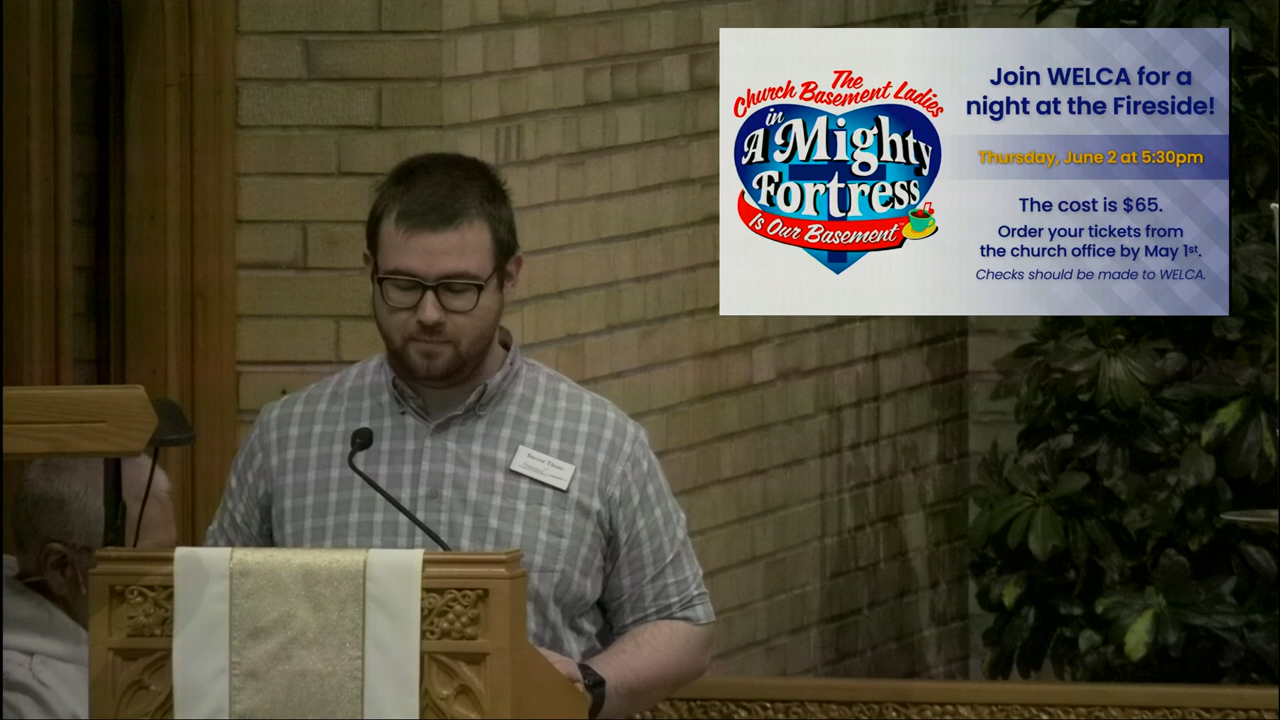 The
Church Basement Ladies
in
A Mighty
Fortress
Is Our Basement
Join WELCA for a
night at the Fireside!
Thursday, June 2 at 5:30pm
The cost is $65.
Order your tickets from
the church office by May 1st.
Checks should be made to WELCA.